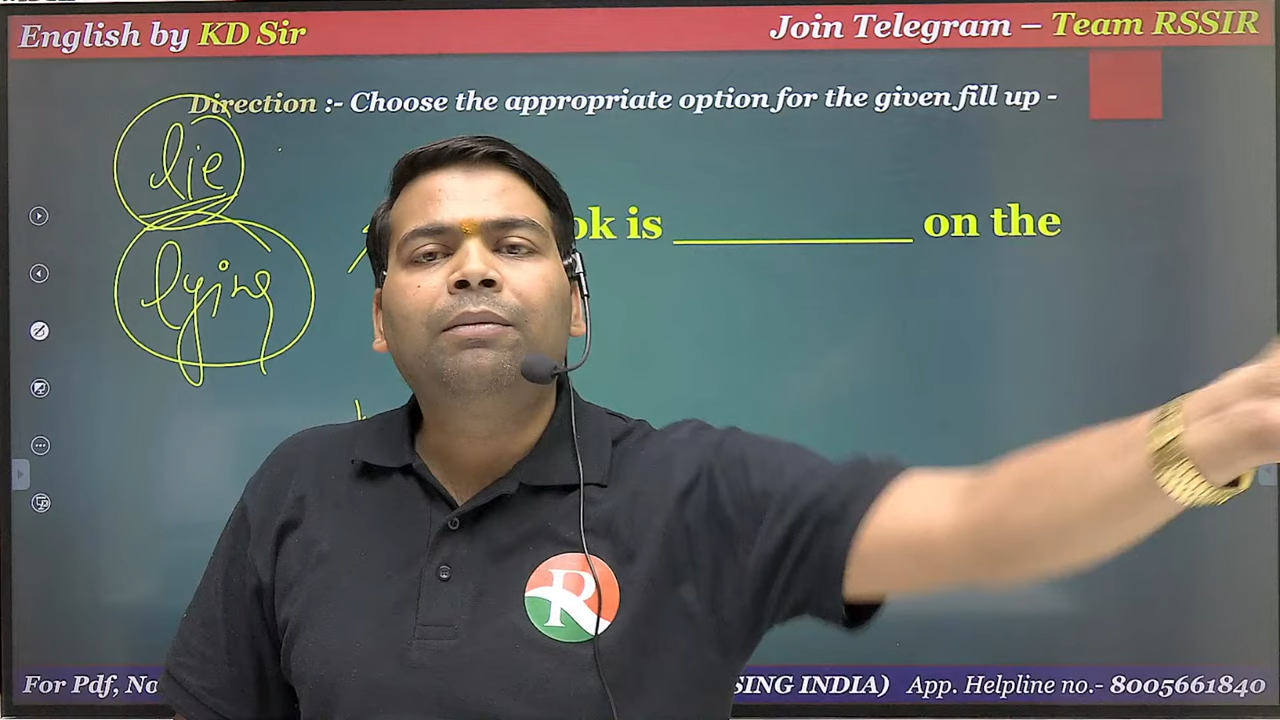 English by KD Sir
Join Telegram – Team RSSIR
Direction :- Choose the appropriate option for the given fill up -
lie
lying
ok is __________ on the
R
For Pdf, No
SING INDIA) App. Helpline no.- 8005661840